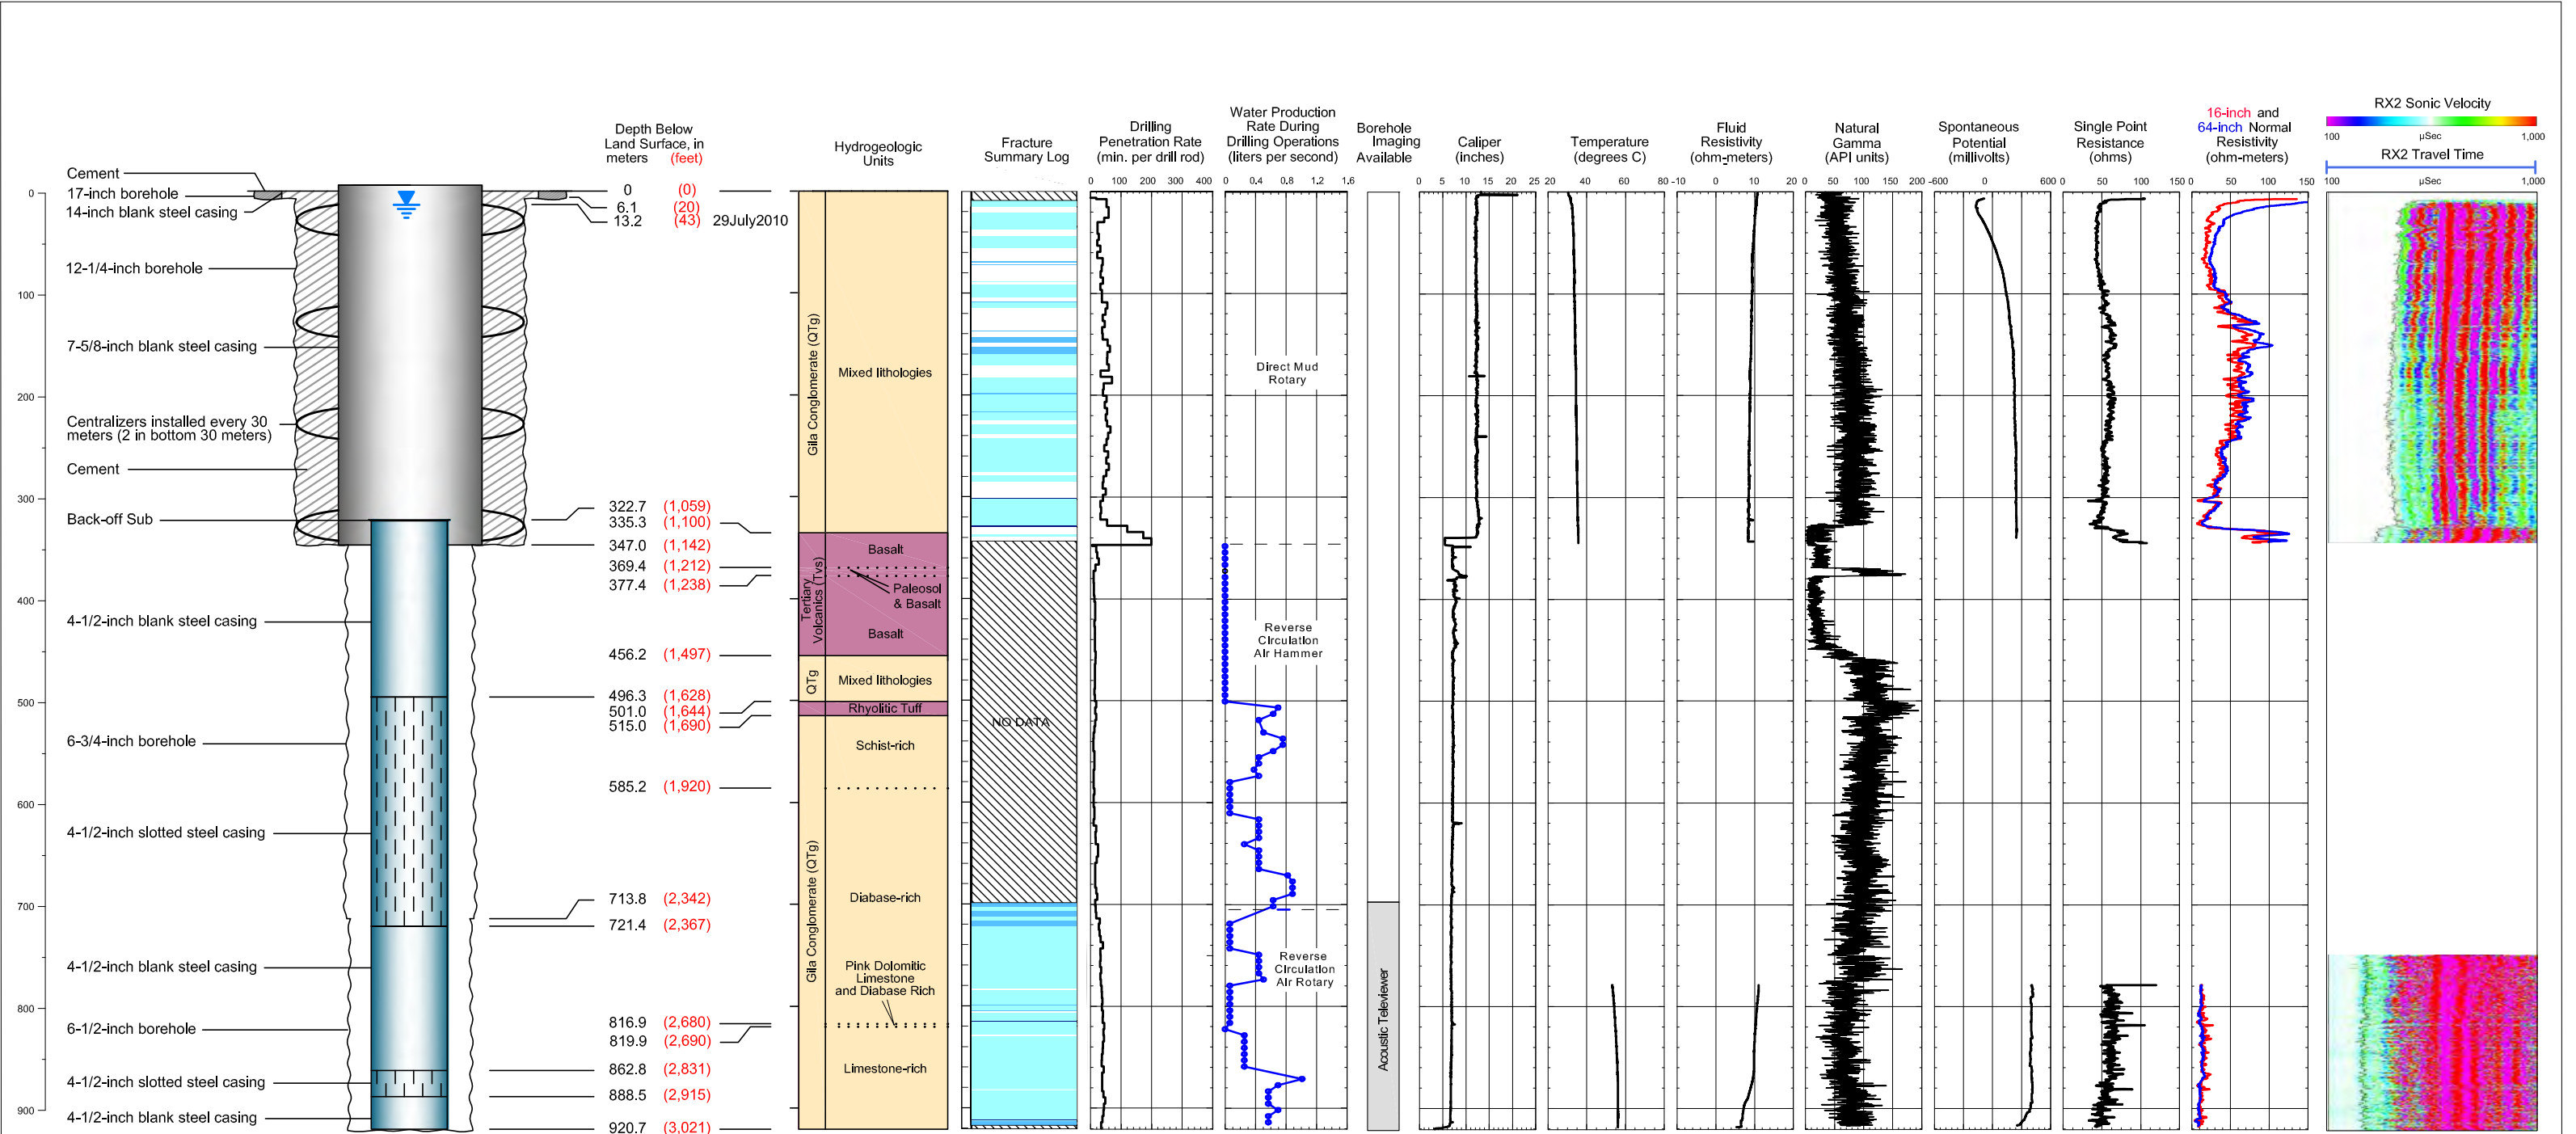 Depth Below
Land Surface, in
meters (feet)
Hydrogeologic
Units
Fracture
Summary Log
Drilling
Penetration Rate
(min. per drill rod)
Water Production
Rate During
Drilling Operations
(liters per second)
Borehole
Imaging
Available
Caliper
(inches)
Temperature
(degrees C)
Fluid
Resistivity
(ohm-meters)
Natural
Gamma
(API units)
Spontaneous
Potential
(millivolts)
Single Point
Resistance
(ohms)
16-inch and
64-inch Normal
Resistivity
(ohm-meters)
RX2 Sonic Velocity
100 µSec 1,000
RX2 Travel Time
100 µSec 1,000
0 100 200 300 400
0 0.4 0.8 1.2 1.6
0 5 10 15 20 25
20 40 60 80
-10 0 10 20
0 50 100 150 200
-600 0 600
0 50 100 150
0 50 100 150
0
100
200
300
400
500
600
700
800
900
Cement
17-inch borehole
14-inch blank steel casing
12-1/4-inch borehole
7-5/8-inch blank steel casing
Centralizers installed every 30
meters (2 in bottom 30 meters)
Cement
Back-off Sub
4-1/2-inch blank steel casing
6-3/4-inch borehole
4-1/2-inch slotted steel casing
4-1/2-inch blank steel casing
6-1/2-inch borehole
4-1/2-inch slotted steel casing
4-1/2-inch blank steel casing
0 (0)
6.1 (20)
13.2 (43) 29July2010
322.7 (1,059)
335.3 (1,100)
347.0 (1,142)
369.4 (1,212)
377.4 (1,238)
456.2 (1,497)
496.3 (1,628)
501.0 (1,644)
515.0 (1,690)
585.2 (1,920)
713.8 (2,342)
721.4 (2,367)
816.9 (2,680)
819.9 (2,690)
862.8 (2,831)
888.5 (2,915)
920.7 (3,021)
Gila Conglomerate (QTg)
Mixed lithologies
Tertiary
Volcanics (Tvs)
Basalt
Paleosol
& Basalt
Basalt
QTg
Mixed lithologies
Rhyolitic Tuff
Gila Conglomerate (QTg)
Schist-rich
Diabase-rich
Pink Dolomitic
Limestone
and Diabase Rich
Limestone-rich
NO DATA
Direct Mud
Rotary
Reverse
Circulation
Air Hammer
Reverse
Circulation
Air Rotary
Acoustic Televiewer